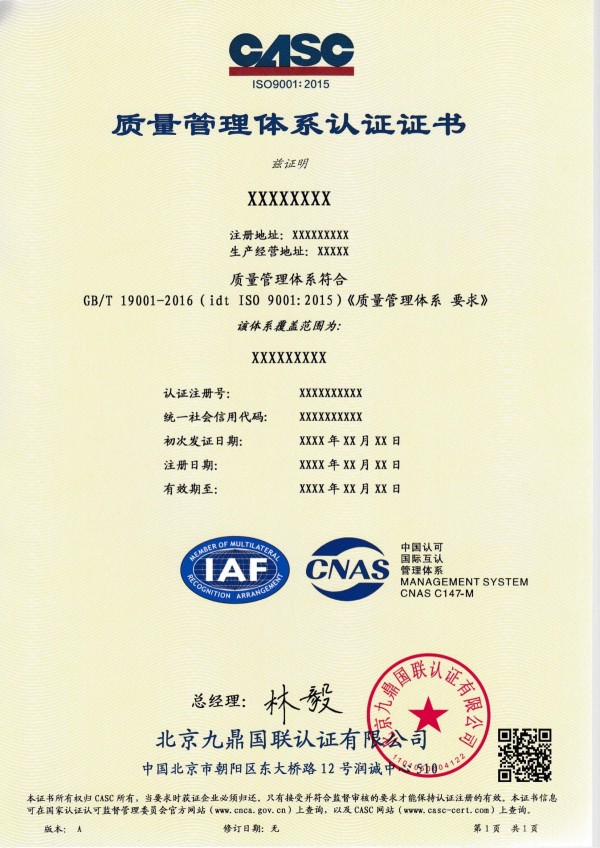 CASC
ISO9001:2015
质量管理体系认证证书
兹证明
XXXXXXXX
注册地址：XXXXXXXXX
生产经营地址：XXXXX
质量管理体系符合
GB/T 19001-2016（idt ISO 9001:2015）《质量管理体系 要求》
该体系覆盖范围为：
XXXXXXXXX
认证注册号： XXXXXXXXXX
统一社会信用代码： XXXXXXXXXX
初次发证日期： XXXX 年 XX 月 XX 日
注册日期： XXXX 年 XX 月 XX 日
有效期至： XXXX 年 XX 月 XX 日
MEMBER OF MULTILATERAL
IAF
RECOGNITION ARRANGEMENT
CNAS
中国认可
国际互认
管理体系
MANAGEMENT SYSTEM
CNAS C147-M
总经理：林毅
北京九鼎国联认证有限公司
北京九鼎国联认证有限公司
中国北京市朝阳区东大桥路 12 号润诚中
本证书所有权归 CASC 所有，当要求时获证企业必须归还。只有接受并符合监督审核的要求才能保持认证注册的有效。本证书信息
可在国家认证认可监督管理委员会官方网站（www.cnca.gov.cn）上查询，以及 CASC 网站（www.casc-cert.com）上查询。
版本： A 修订日期：无 第 1 页 共 1 页